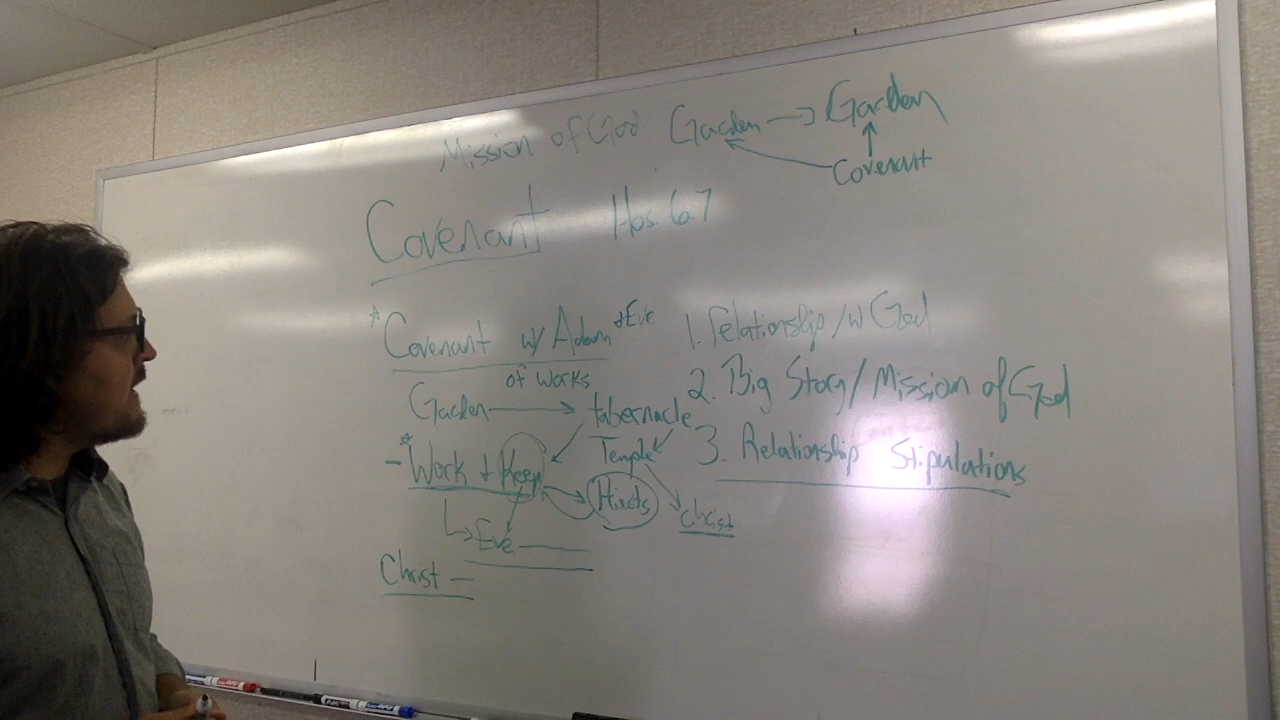 Mission of God Garden → Garden
Covenant
Covenant Hos. 6.7
* Covenant w/ Adam + Eve
of Works
1. Relationship /w God
2. Big Story / Mission of God
3. Relationship Stipulations
Garden → tabernacle
Temple
- * Work + Keep
Priests
Christ
Eve
Christ —